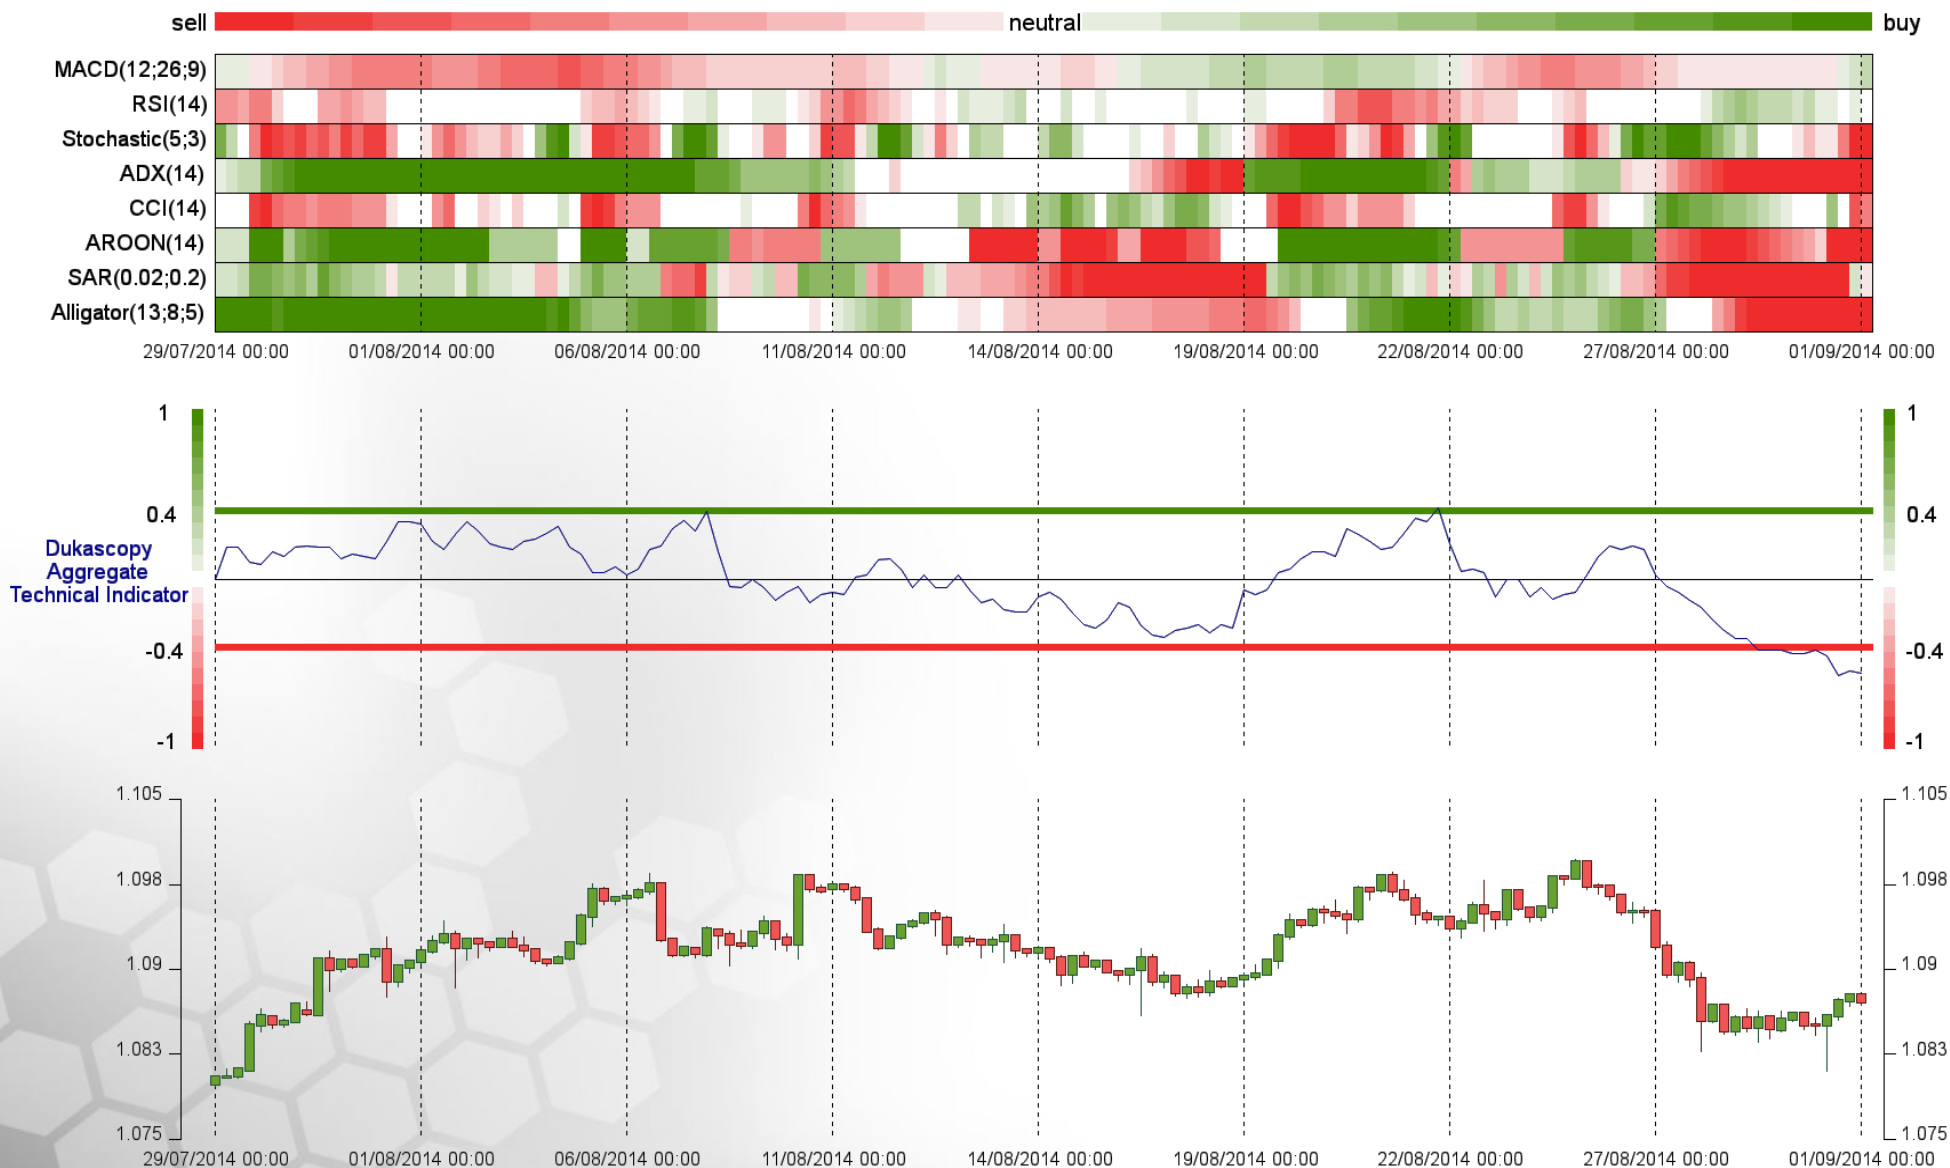 sell neutral buy
MACD(12;26;9)
RSI(14)
Stochastic(5;3)
ADX(14)
CCI(14)
AROON(14)
SAR(0.02;0.2)
Alligator(13;8;5)
29/07/2014 00:00 01/08/2014 00:00 06/08/2014 00:00 11/08/2014 00:00 14/08/2014 00:00 19/08/2014 00:00 22/08/2014 00:00 27/08/2014 00:00 01/09/2014 00:00
1 1
0.4 0.4
Dukascopy
Aggregate
Technical Indicator
-0.4 -0.4
-1 -1
1.105 1.105
1.098 1.098
1.09 1.09
1.083 1.083
1.075 1.075
29/07/2014 00:00 01/08/2014 00:00 06/08/2014 00:00 11/08/2014 00:00 14/08/2014 00:00 19/08/2014 00:00 22/08/2014 00:00 27/08/2014 00:00 01/09/2014 00:00